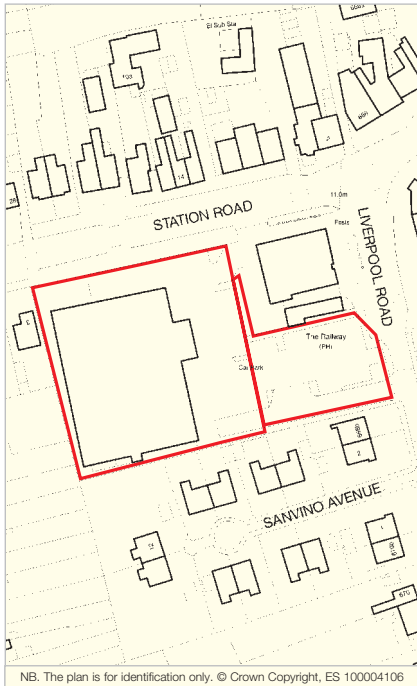 El Sub Sta
103
14
STATION ROAD
11.0m
Posts
LIVERPOOL ROAD
The Railway
(PH)
Car Park
2
SANVINO AVENUE
1
NB. The plan is for identification only. © Crown Copyright, ES 100004106